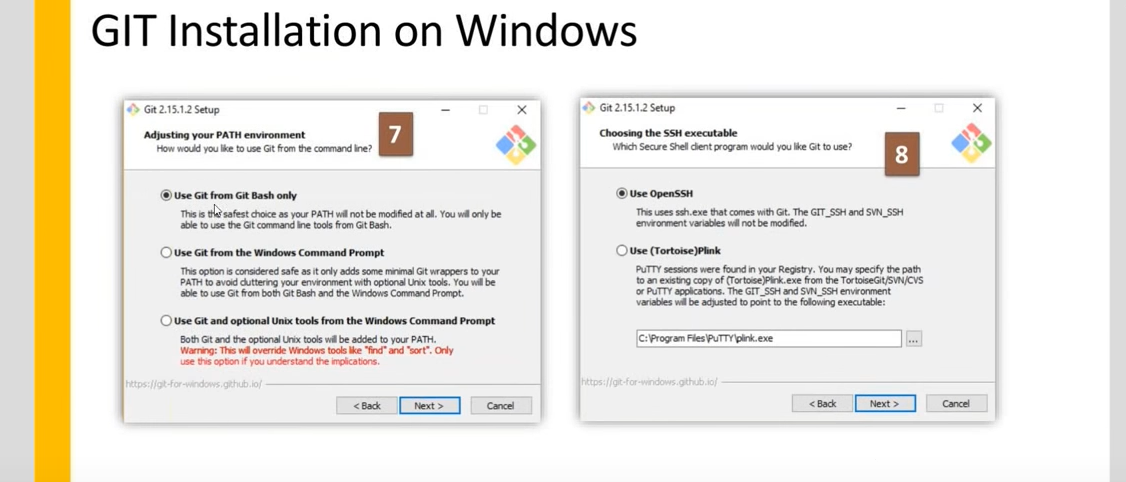 GIT Installation on Windows
Git 2.15.1.2 Setup
Adjusting your PATH environment
How would you like to use Git from the command line?
7
Use Git from Git Bash only
This is the safest choice as your PATH will not be modified at all. You will only be
able to use the Git command line tools from Git Bash.
Use Git from the Windows Command Prompt
This option is considered safe as it only adds some minimal Git wrappers to your
PATH to avoid cluttering your environment with optional Unix tools. You will be
able to use Git from both Git Bash and the Windows Command Prompt.
Use Git and optional Unix tools from the Windows Command Prompt
Both Git and the optional Unix tools will be added to your PATH.
Warning: This will override Windows tools like "find" and "sort". Only
use this option if you understand the implications.
https://git-for-windows.github.io/
< Back
Next >
Cancel
Git 2.15.1.2 Setup
Choosing the SSH executable
Which Secure Shell client program would you like Git to use?
8
Use OpenSSH
This uses ssh.exe that comes with Git. The GIT_SSH and SVN_SSH
environment variables will not be modified.
Use (Tortoise)Plink
PuTTY sessions were found in your Registry. You may specify the path
to an existing copy of (Tortoise)Plink.exe from the TortoiseGit/SVN/CVS
or PuTTY applications. The GIT_SSH and SVN_SSH environment
variables will be adjusted to point to the following executable:
C:\Program Files\PuTTY\plink.exe
...
https://git-for-windows.github.io/
< Back
Next >
Cancel